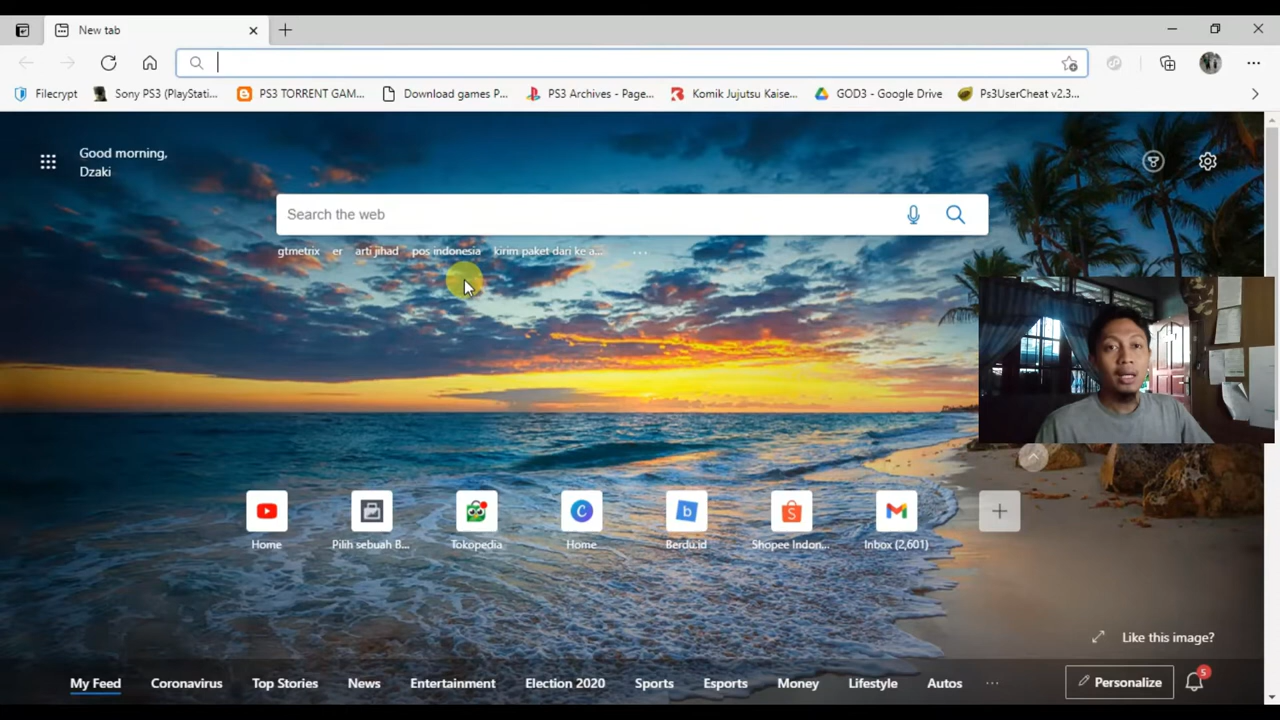 New tab
Filecrypt
Sony PS3 (PlayStati...
PS3 TORRENT GAM...
Download games P...
PS3 Archives - Page...
Komik Jujutsu Kaise...
GOD3 - Google Drive
Ps3UserCheat v2.3...
Good morning,
Dzaki
Search the web
gtmetrix
er
arti jihad
pos indonesia
kirim paket dari ke a...
Home
Pilih sebuah B...
Tokopedia
Home
Berdu.id
Shopee Indon...
Inbox (2,601)
Like this image?
My Feed
Coronavirus
Top Stories
News
Entertainment
Election 2020
Sports
Esports
Money
Lifestyle
Autos
Personalize
5